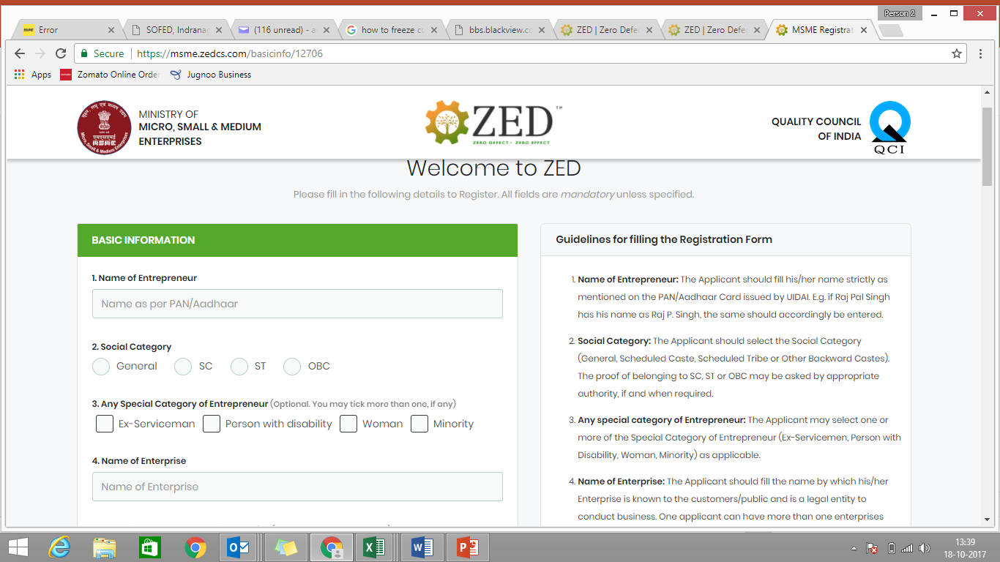 Person 2
Error
SOFED, Indranag
(116 unread) - a
how to freeze cu
bbs.blackview.co
ZED | Zero Defe
ZED | Zero Defe
MSME Registrat
Secure
https://msme.zedcs.com/basicinfo/12706
Apps
Zomato Online Order
Jugnoo Business
MINISTRY OF
MICRO, SMALL & MEDIUM
ENTERPRISES
ZED™
ZERO DEFECT • ZERO EFFECT
QUALITY COUNCIL
OF INDIA
QCI
Welcome to ZED
Please fill in the following details to Register. All fields are mandatory unless specified.
BASIC INFORMATION
1. Name of Entrepreneur
Name as per PAN/Aadhaar
2. Social Category
General SC ST OBC
3. Any Special Category of Entrepreneur (Optional. You may tick more than one, if any)
Ex-Serviceman Person with disability Woman Minority
4. Name of Enterprise
Name of Enterprise
Guidelines for filling the Registration Form
1. Name of Entrepreneur: The Applicant should fill his/her name strictly as
mentioned on the PAN/Aadhaar Card issued by UIDAI. E.g. if Raj Pal Singh
has his name as Raj P. Singh, the same should accordingly be entered.
2. Social Category: The Applicant should select the Social Category
(General, Scheduled Caste, Scheduled Tribe or Other Backward Castes).
The proof of belonging to SC, ST or OBC may be asked by appropriate
authority, if and when required.
3. Any special category of Entrepreneur: The Applicant may select one or
more of the Special Category of Entrepreneur (Ex-Servicemen, Person with
Disability, Woman, Minority) as applicable.
4. Name of Enterprise: The Applicant should fill the name by which his/her
Enterprise is known to the customers/public and is a legal entity to
conduct business. One applicant can have more than one enterprises
13:39
18-10-2017